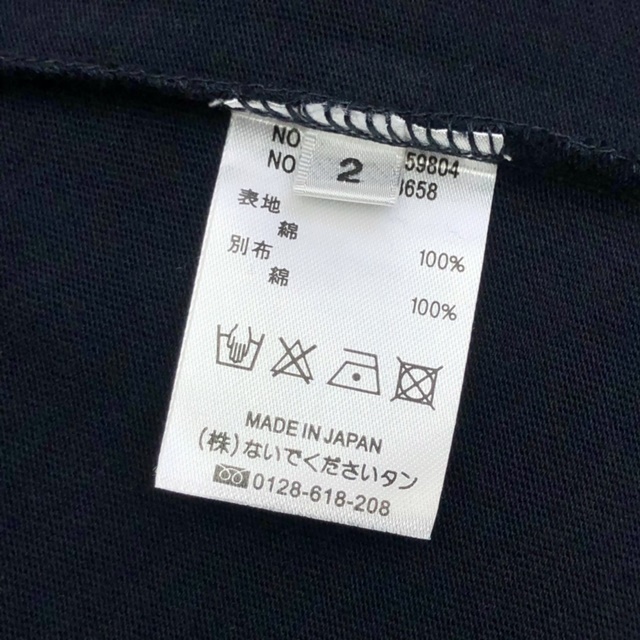 NO 59804
NO 2 658
表地
綿 100%
別布
綿 100%
MADE IN JAPAN
(株)ないでくださいタン
0128-618-208